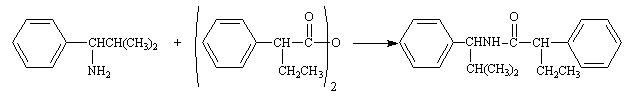 CHCH(CH₃)₂
NH₂
+
O
CH
C
O
CH₂CH₃
2
O
CHNH
C
CH
CH(CH₃)₂
CH₂CH₃